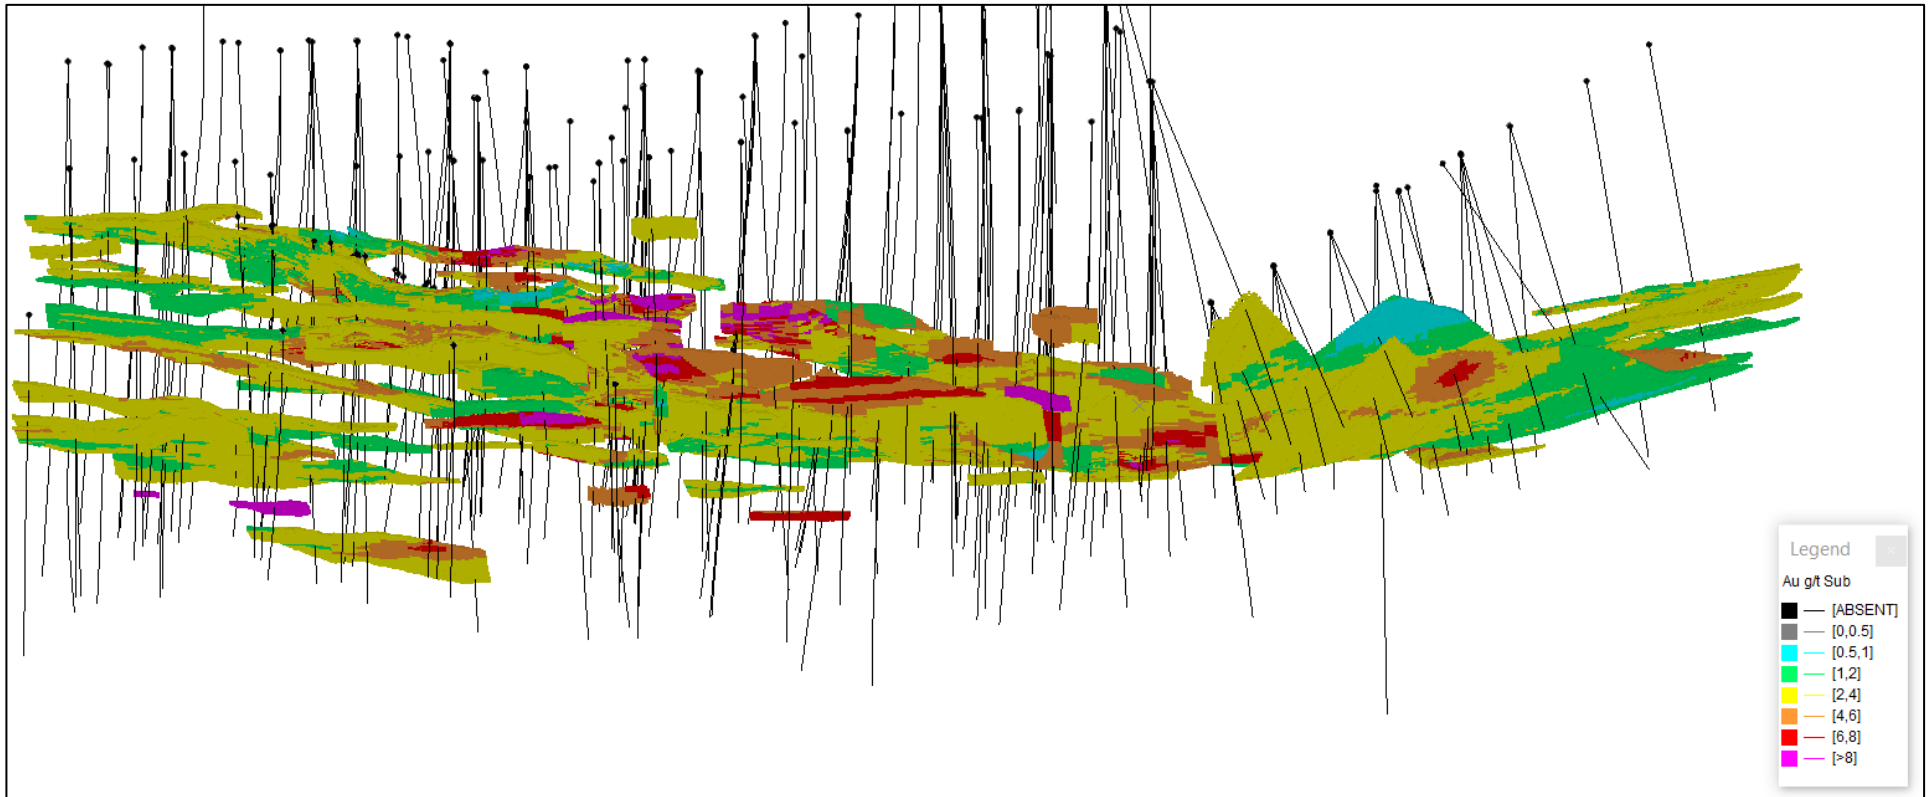 Legend
Au g/t Sub
[ABSENT]
[0,0.5]
[0.5,1]
[1,2]
[2,4]
[4,6]
[6,8]
[>8]